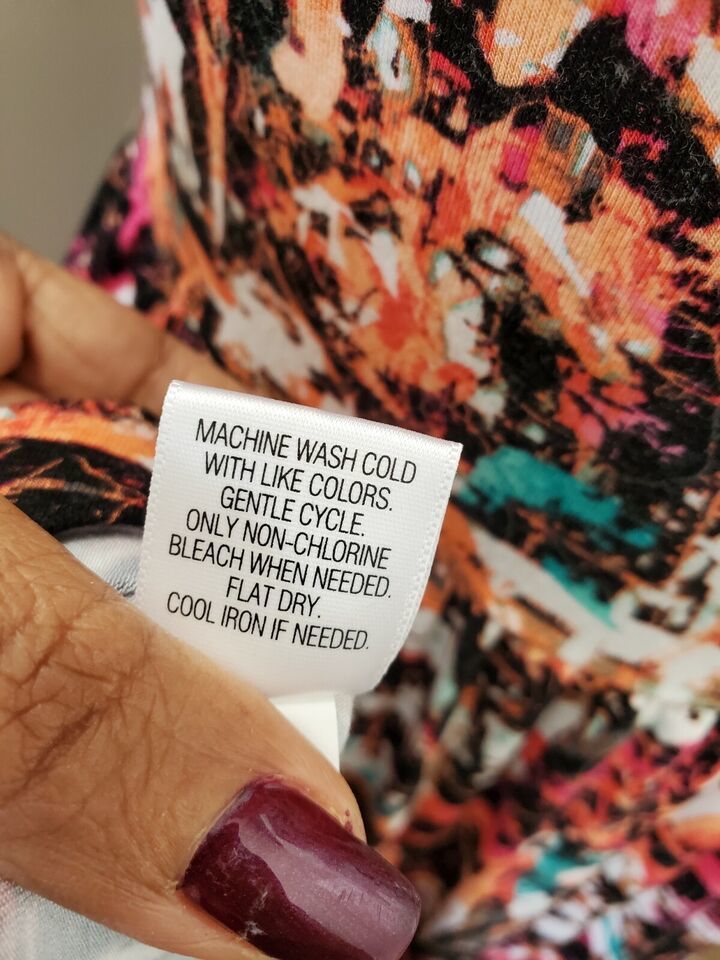 MACHINE WASH COLD
WITH LIKE COLORS.
GENTLE CYCLE.
ONLY NON-CHLORINE
BLEACH WHEN NEEDED.
FLAT DRY.
COOL IRON IF NEEDED.